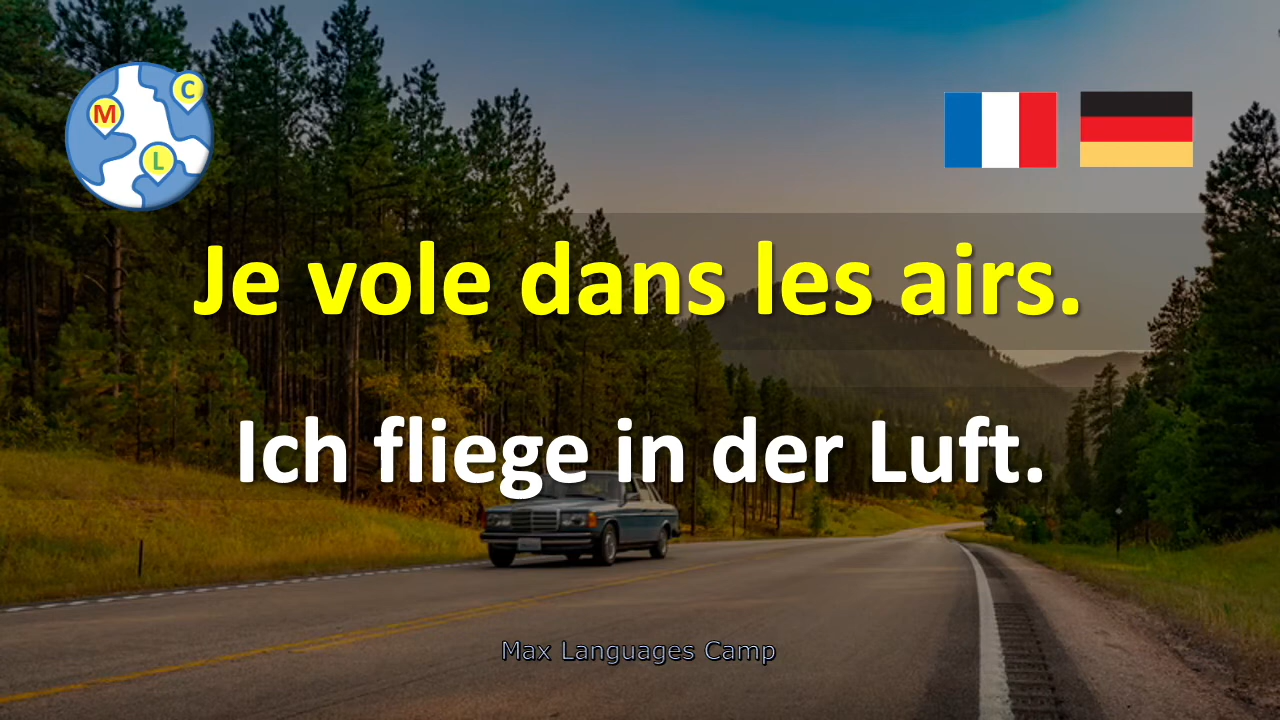 C
M
L
Je vole dans les airs.
Ich fliege in der Luft.
Max Languages Camp